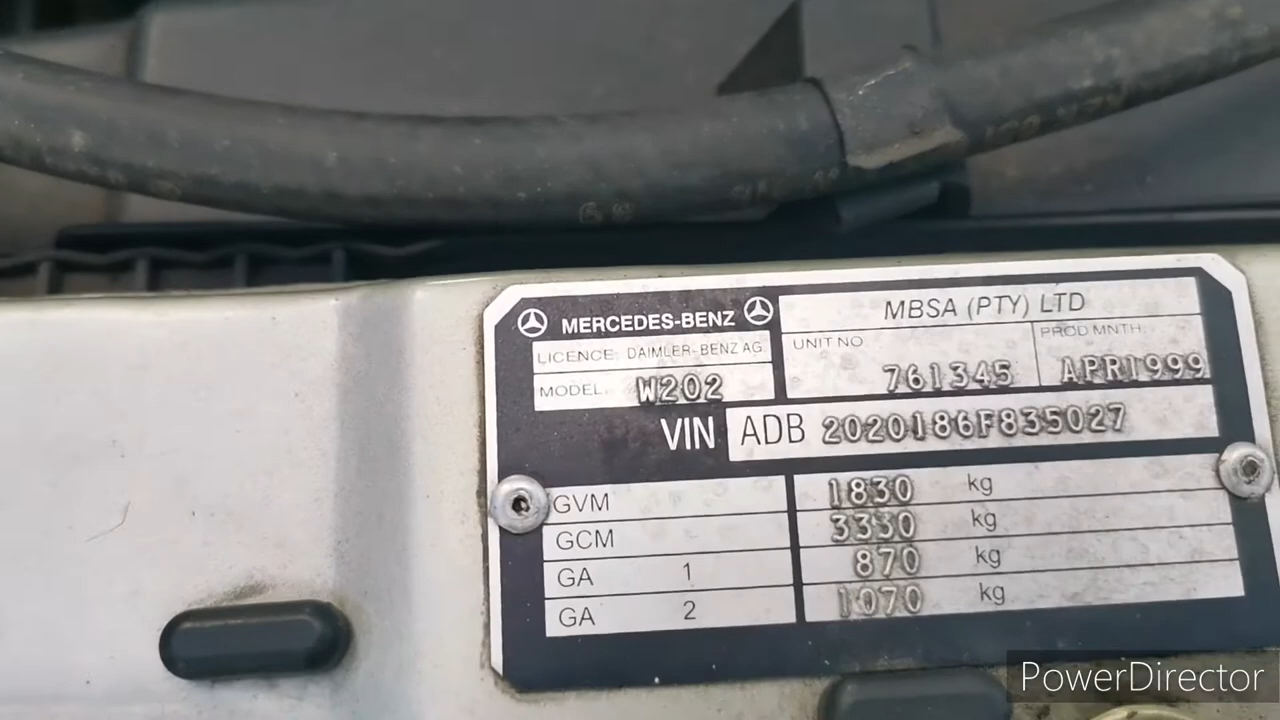 MERCEDES-BENZ
MBSA (PTY) LTD
LICENCE: DAIMLER-BENZ AG
UNIT NO 761345
PROD MNTH: APR1999
MODEL. W202
VIN ADB 2020186F835027
GVM 1830 kg
GCM 3330 kg
GA 1 870 kg
GA 2 1070 kg
PowerDirector